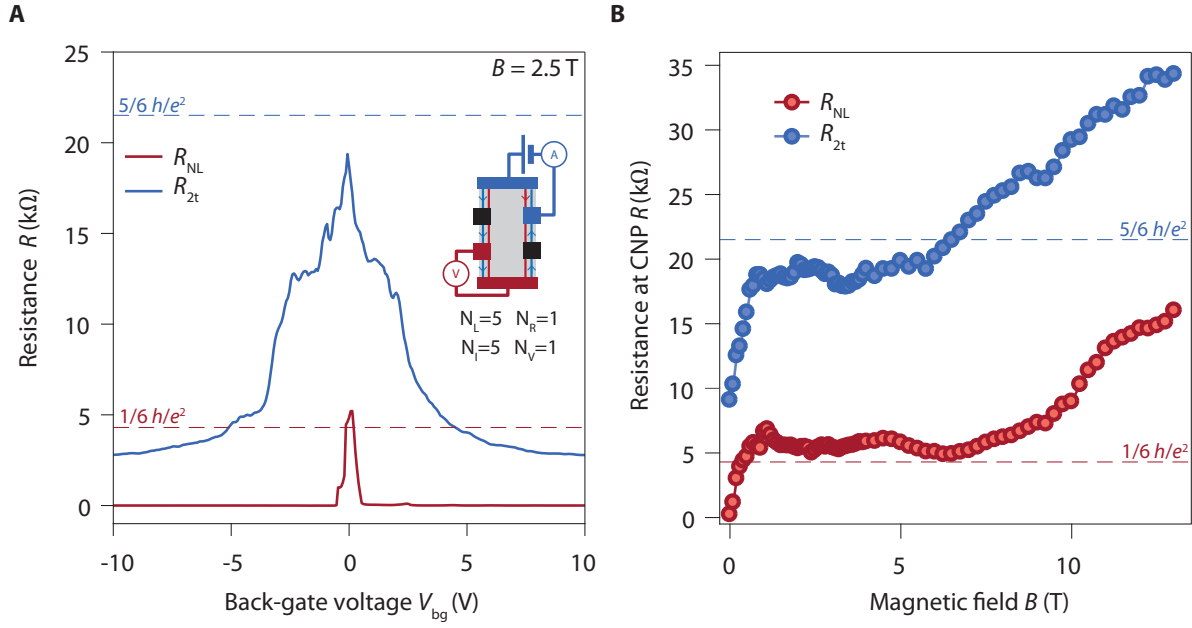 A
B = 2.5 T
5/6 h/e²
R_NL
R_2t
A
V
N_L=5 N_R=1
N_I=5 N_V=1
1/6 h/e²
25
20
15
10
5
0
-10
-5
0
5
10
Resistance R (kΩ)
Back-gate voltage V_bg (V)
B
R_NL
R_2t
5/6 h/e²
1/6 h/e²
35
30
25
20
15
10
5
0
0
5
10
Resistance at CNP R (kΩ)
Magnetic field B (T)